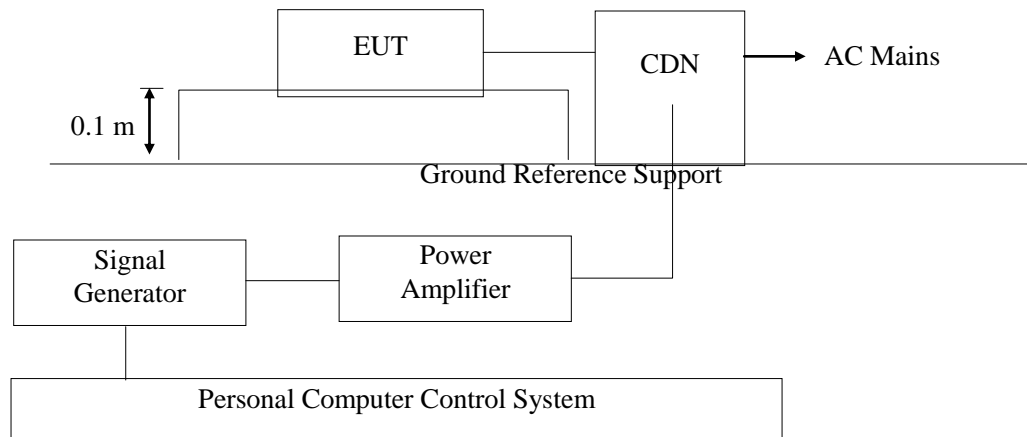 EUT
CDN
AC Mains
0.1 m
Ground Reference Support
Signal
Generator
Power
Amplifier
Personal Computer Control System